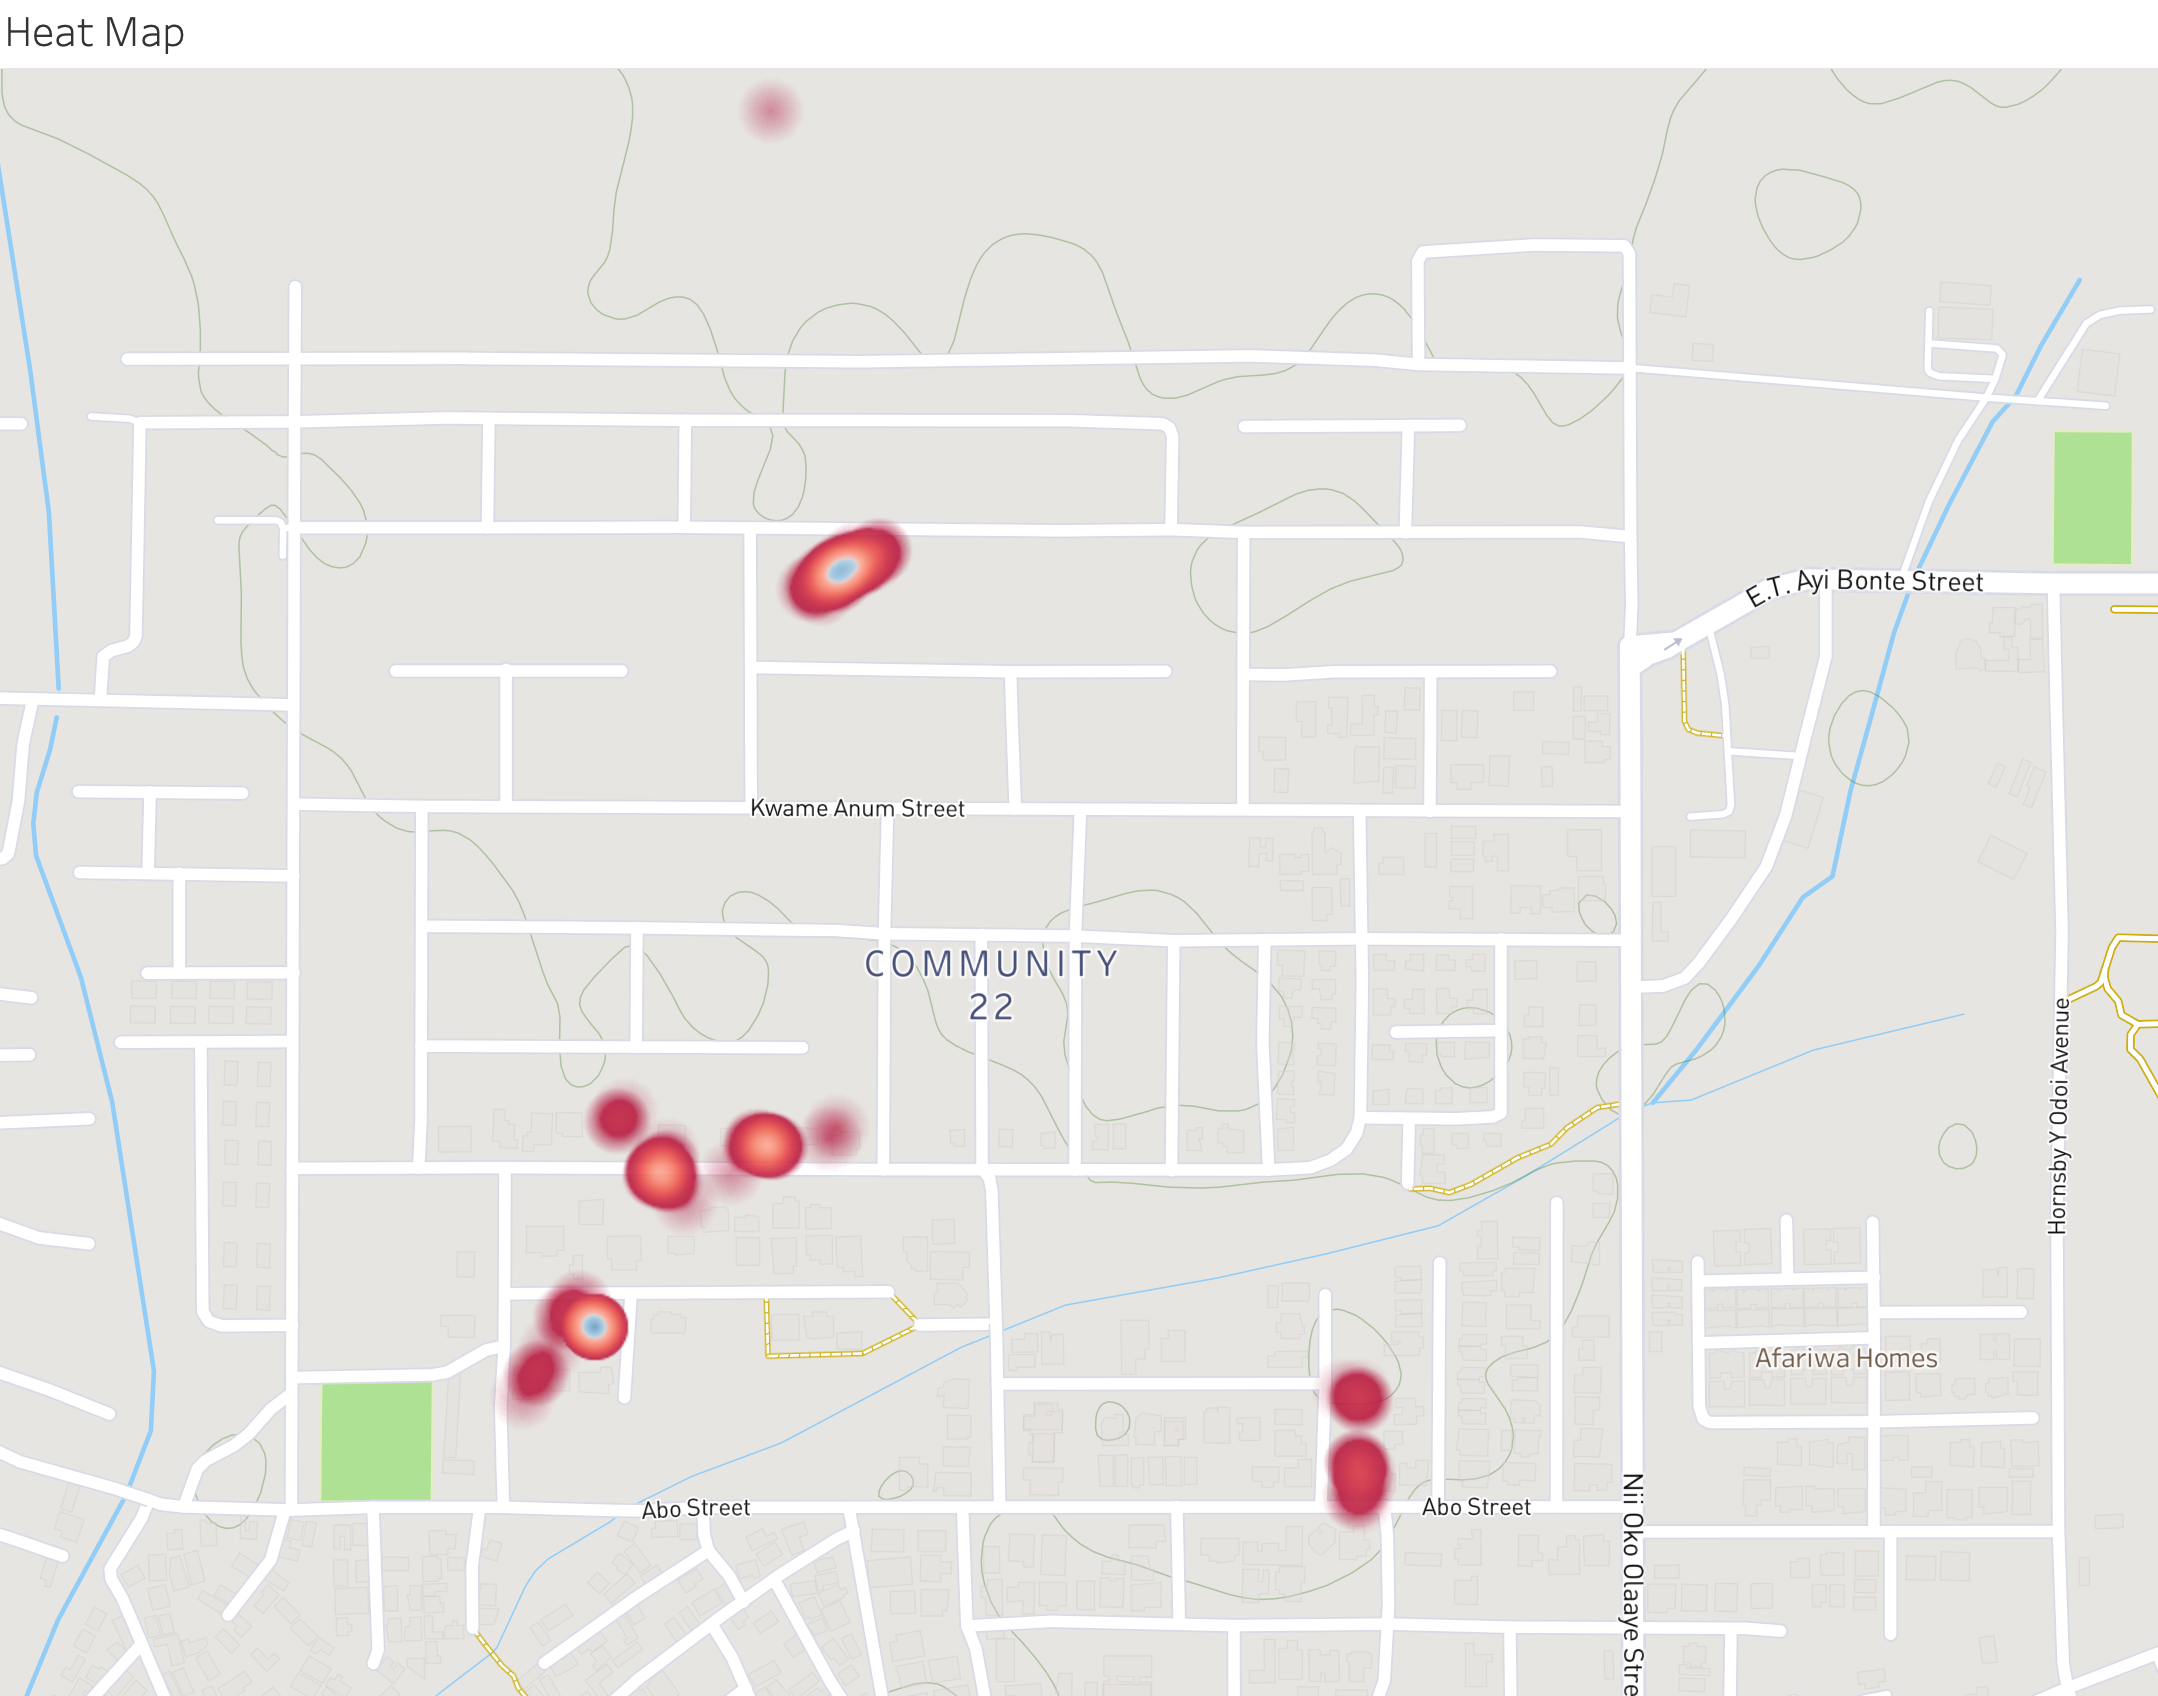 Heat Map
E.T. Ayi Bonte Street
Kwame Anum Street
COMMUNITY
22
Hornsby Y Odoi Avenue
Afariwa Homes
Abo Street
Abo Street
Nii Oko Olaaye Stre